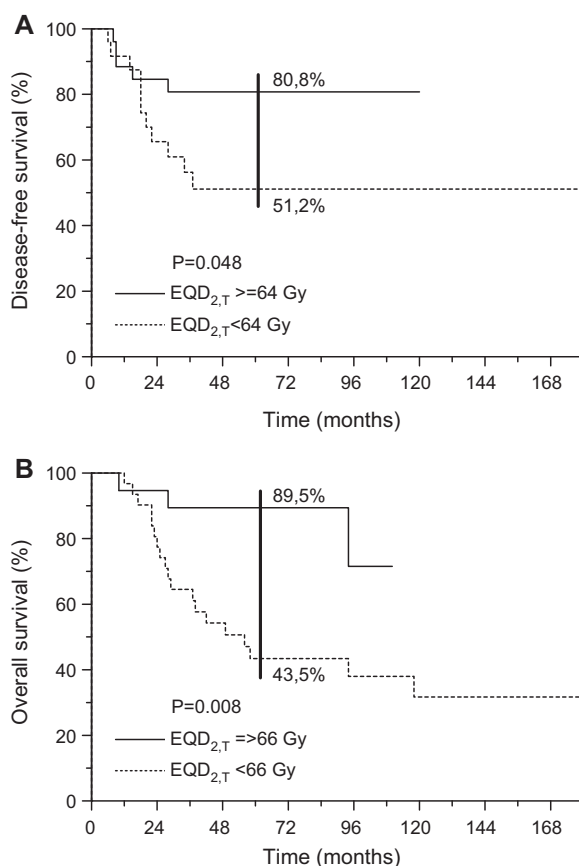 A
Disease-free survival (%)
100
80
60
40
20
0
80,8%
51,2%
P=0.048
EQD2,T >=64 Gy
EQD2,T<64 Gy
0 24 48 72 96 120 144 168
Time (months)
B
Overall survival (%)
100
80
60
40
20
0
89,5%
43,5%
P=0.008
EQD2,T =>66 Gy
EQD2,T <66 Gy
0 24 48 72 96 120 144 168
Time (months)